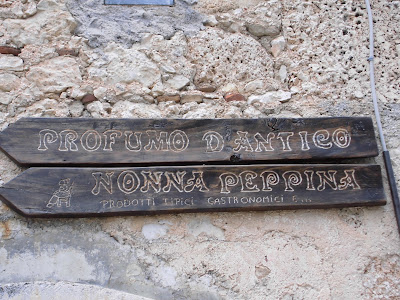 PROFUMO D'ANTICO
NONNA PEPPINA
PRODOTTI TIPICI GASTRONOMICI E...